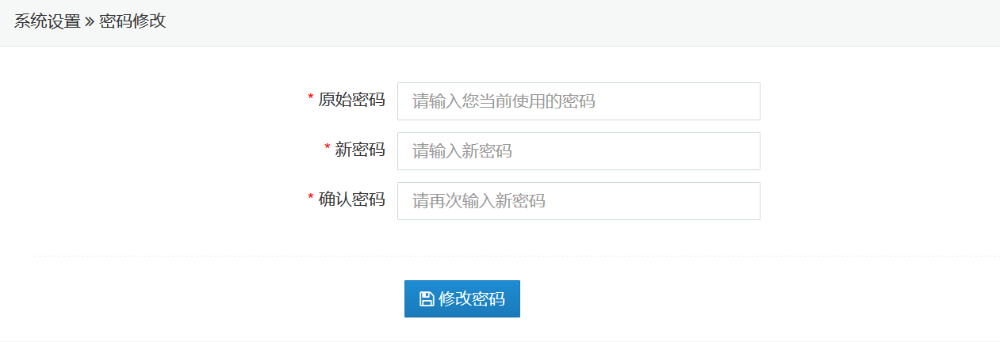 系统设置 » 密码修改
* 原始密码 请输入您当前使用的密码
* 新密码 请输入新密码
* 确认密码 请再次输入新密码
修改密码